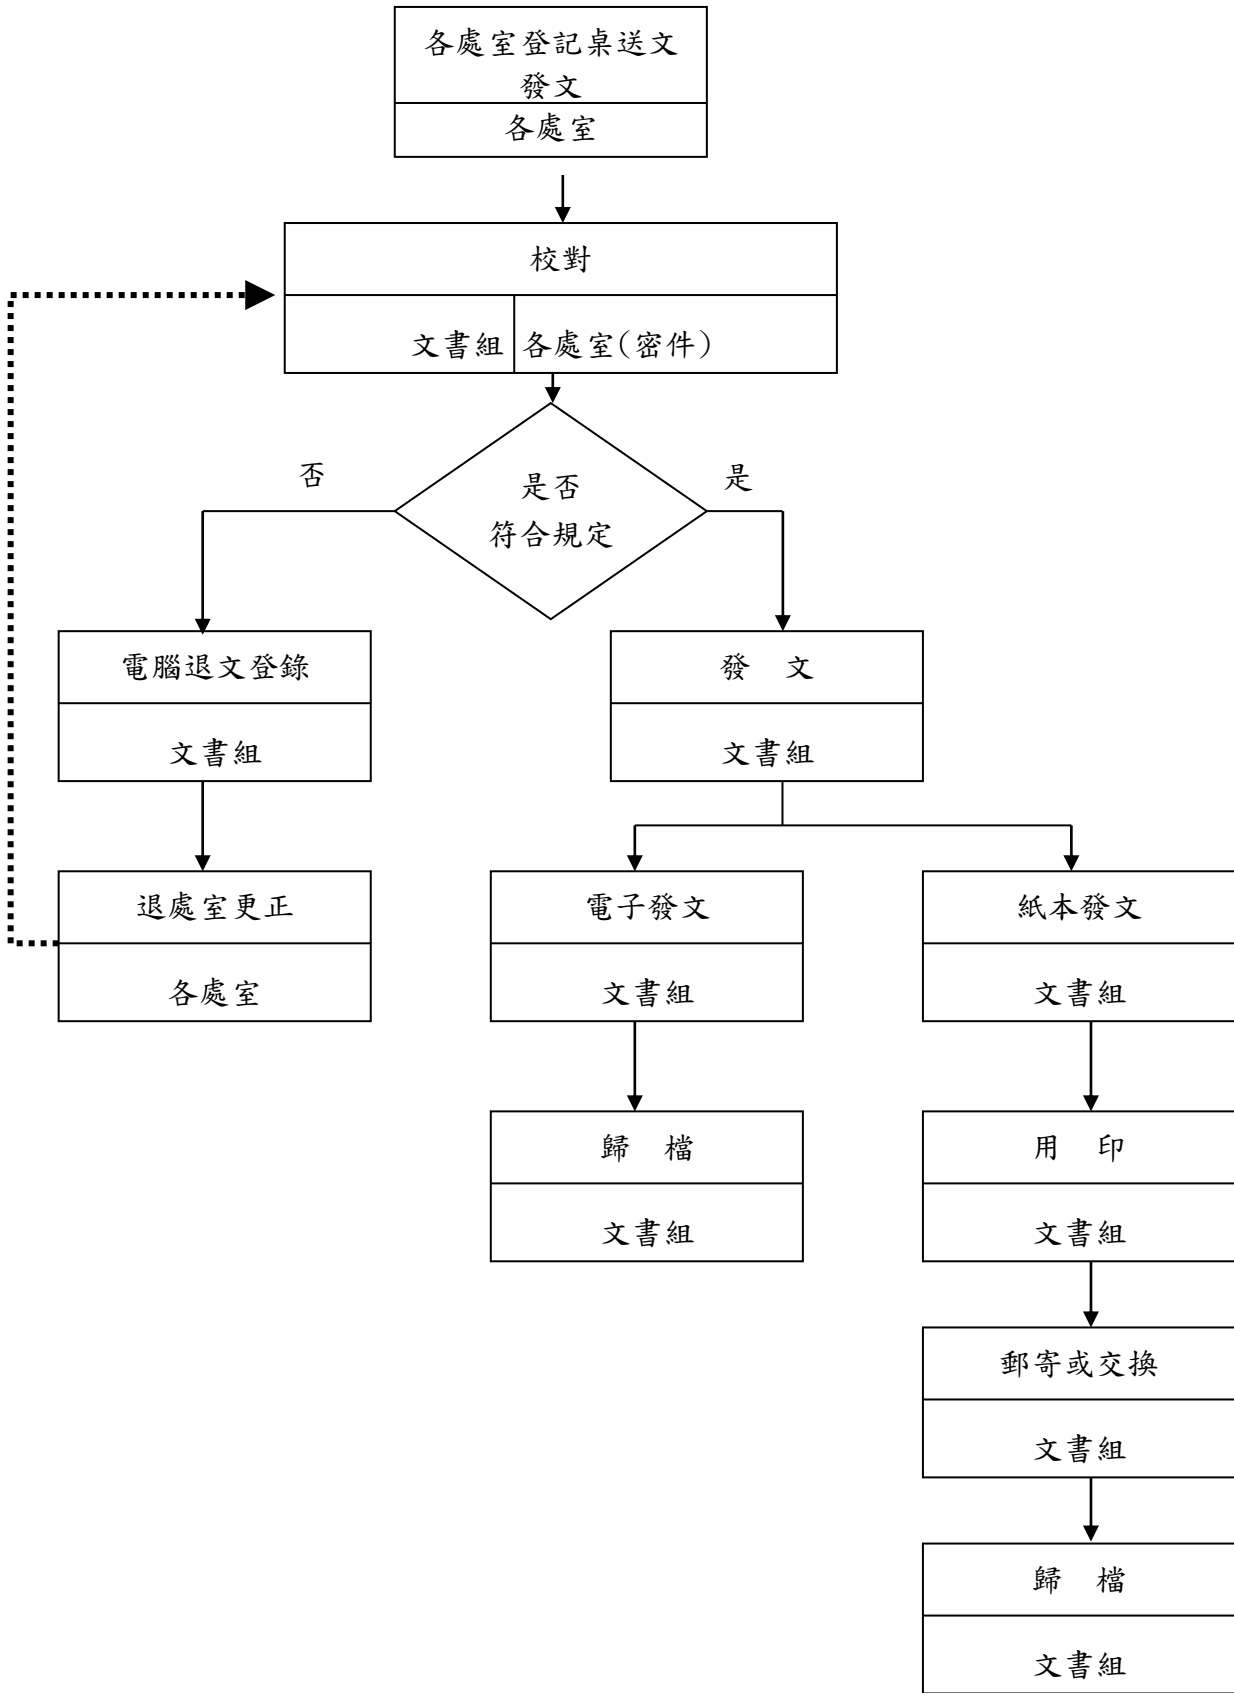 各處室登記桌送文
發文
各處室
校對
文書組 各處室(密件)
否
是
是否
符合規定
電腦退文登錄
文書組
發 文
文書組
退處室更正
各處室
電子發文
文書組
紙本發文
文書組
歸 檔
文書組
用 印
文書組
郵寄或交換
文書組
歸 檔
文書組